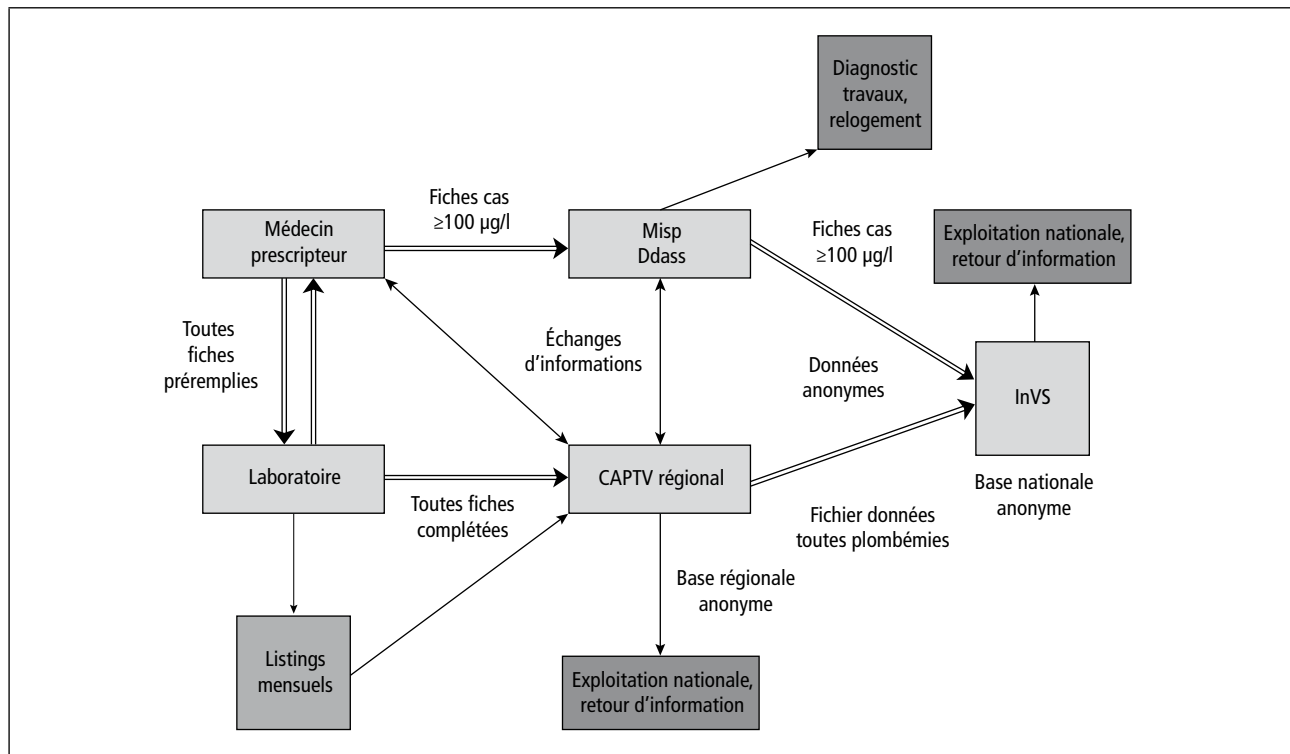 Diagnostic
travaux,
relogement
Fiches cas
≥100 µg/l
Médecin
prescripteur
Misp
Ddass
Fiches cas
≥100 µg/l
Exploitation nationale,
retour d'information
Toutes
fiches
préremplies
Échanges
d'informations
Données
anonymes
InVS
Laboratoire
CAPTV régional
Base nationale
anonyme
Toutes fiches
complétées
Fichier données
toutes plombémies
Base régionale
anonyme
Listings
mensuels
Exploitation nationale,
retour d'information